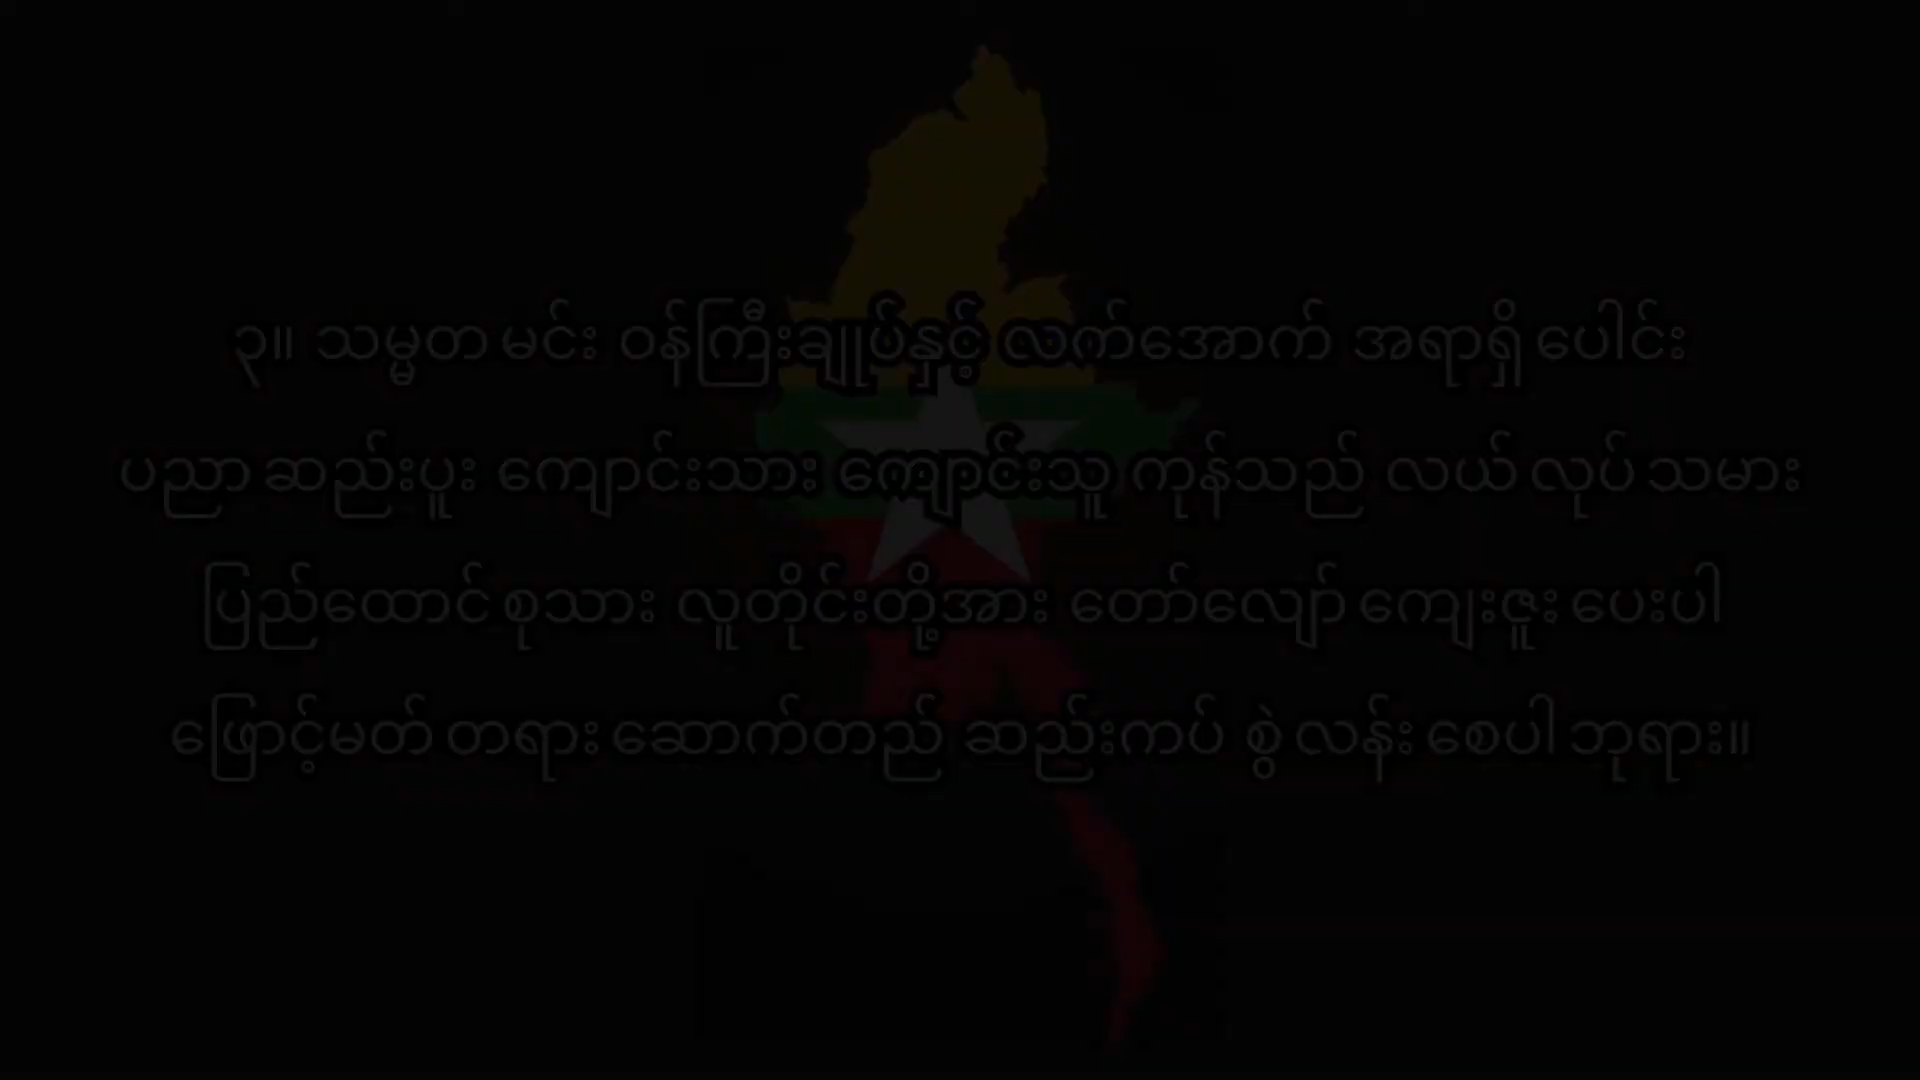 ၃။ သမ္မတ မင်း ဝန်ကြီးချုပ်နှင့် လက်အောက် အရာရှိ ပေါင်း
ပညာ ဆည်းပူး ကျောင်းသား ကျောင်းသူ ကုန်သည် လယ် လုပ် သမား
ပြည်ထောင် စုသား လူတိုင်းတို့အား တော်လျော် ကျေးဇူး ပေးပါ
ဖြောင့်မတ် တရား ဆောက်တည် ဆည်းကပ် စွဲ လန်း စေပါ ဘုရား။